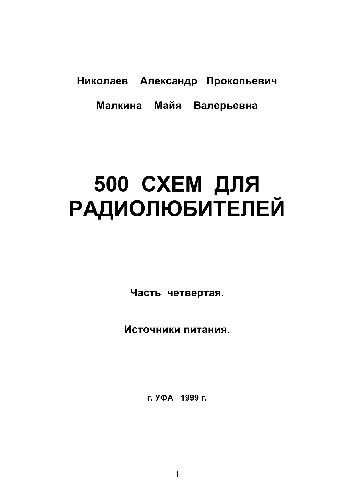 Николаев Александр Прокопьевич
Малкина Майя Валерьевна
500 СХЕМ ДЛЯ
РАДИОЛЮБИТЕЛЕЙ
Часть четвертая.
Источники питания.
г. УФА 1999 г.
1